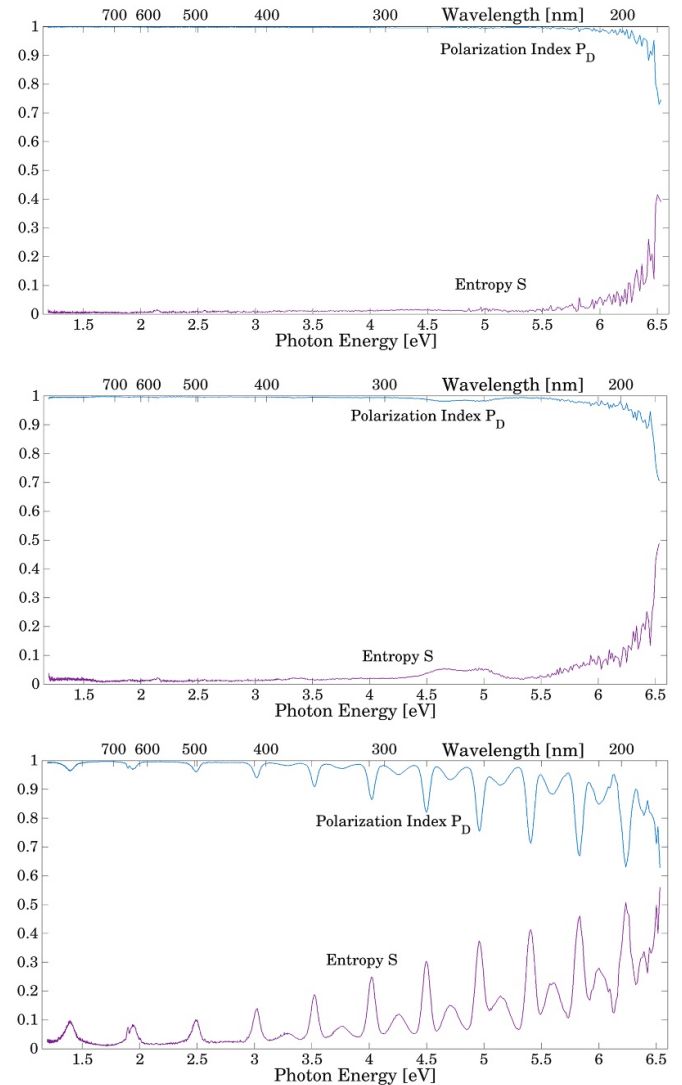 700 600 500 400 300 Wavelength [nm] 200
1
Polarization Index P_D
0.9
0.8
0.7
0.6
0.5
0.4
0.3
0.2
Entropy S
0.1
0
1.5 2 2.5 3 3.5 4 4.5 5 5.5 6 6.5
Photon Energy [eV]
700 600 500 400 300 Wavelength [nm] 200
1
Polarization Index P_D
0.9
0.8
0.7
0.6
0.5
0.4
0.3
0.2
Entropy S
0.1
0
1.5 2 2.5 3 3.5 4 4.5 5 5.5 6 6.5
Photon Energy [eV]
700 600 500 400 300 Wavelength [nm] 200
1
0.9
0.8
Polarization Index P_D
0.7
0.6
0.5
0.4
Entropy S
0.3
0.2
0.1
0
1.5 2 2.5 3 3.5 4 4.5 5 5.5 6 6.5
Photon Energy [eV]